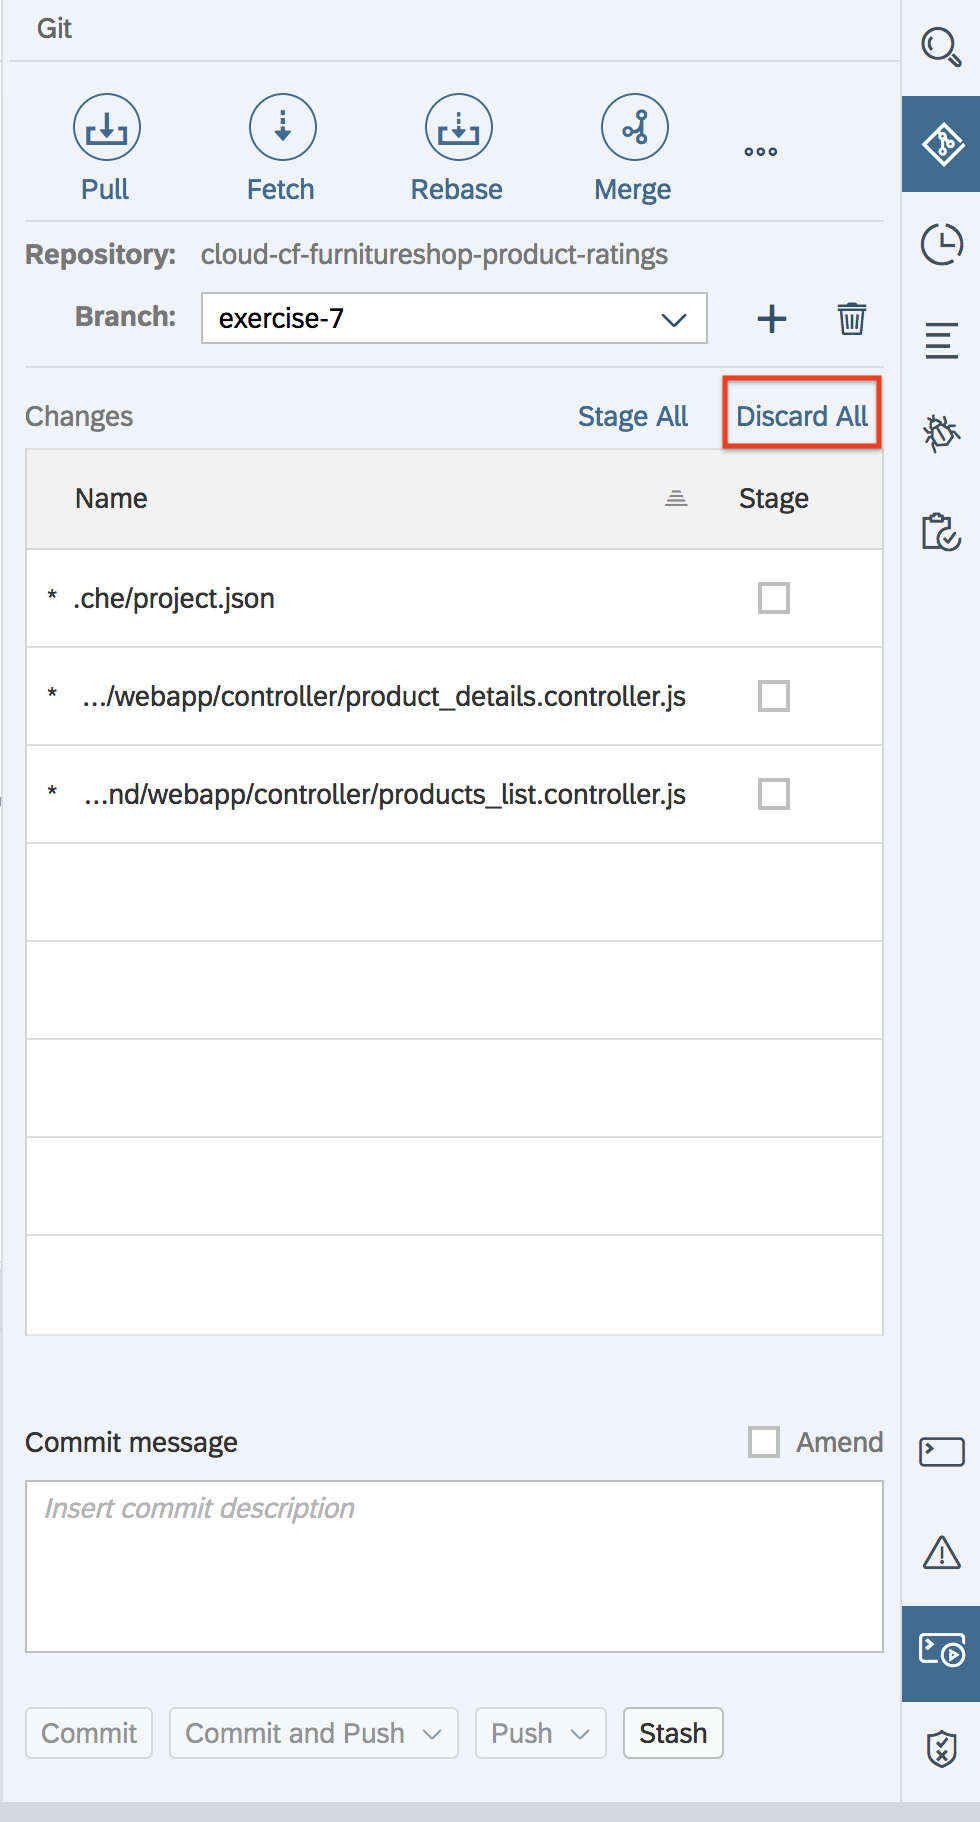 Git
Pull Fetch Rebase Merge
Repository: cloud-cf-furnitureshop-product-ratings
Branch: exercise-7
Changes Stage All Discard All
Name Stage
* .che/project.json
* .../webapp/controller/product_details.controller.js
* ...nd/webapp/controller/products_list.controller.js
Commit message Amend
Insert commit description
Commit Commit and Push Push Stash